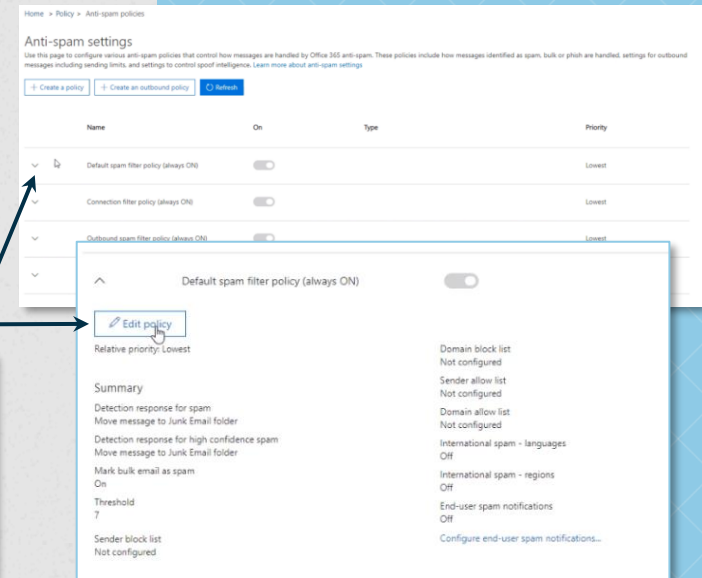 Home > Policy > Anti-spam policies
Anti-spam settings
Use this page to configure various anti-spam policies that control how messages are handled by Office 365 anti-spam. These policies include how messages identified as spam, bulk or phish are handled, settings for outbound
messages including sending limits, and settings to control spoof intelligence. Learn more about anti-spam settings
+ Create a policy + Create an outbound policy Refresh
Name On Type Priority
Default spam filter policy (always ON) Lowest
Connection filter policy (always ON) Lowest
Outbound spam filter policy (always ON) Lowest
Default spam filter policy (always ON)
Edit policy
Relative priority: Lowest
Summary
Detection response for spam
Move message to Junk Email folder
Detection response for high confidence spam
Move message to Junk Email folder
Mark bulk email as spam
On
Threshold
7
Sender block list
Not configured
Domain block list
Not configured
Sender allow list
Not configured
Domain allow list
Not configured
International spam - languages
Off
International spam - regions
Off
End-user spam notifications
Off
Configure end-user spam notifications...